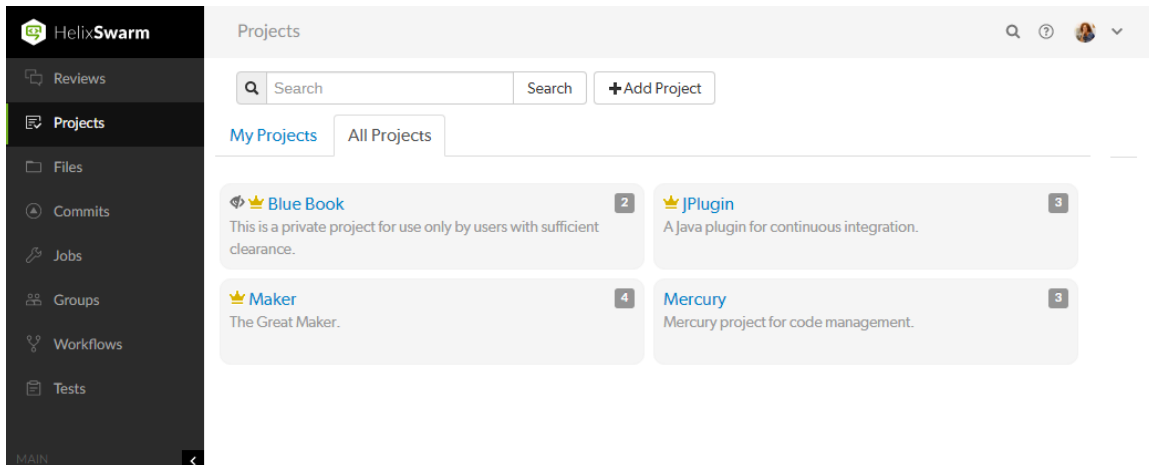 HelixSwarm
Projects
Reviews
Projects
Files
Commits
Jobs
Groups
Workflows
Tests
MAIN
Search
Search
Add Project
My Projects
All Projects
Blue Book
2
This is a private project for use only by users with sufficient
clearance.
JPlugin
3
A Java plugin for continuous integration.
Maker
4
The Great Maker.
Mercury
3
Mercury project for code management.